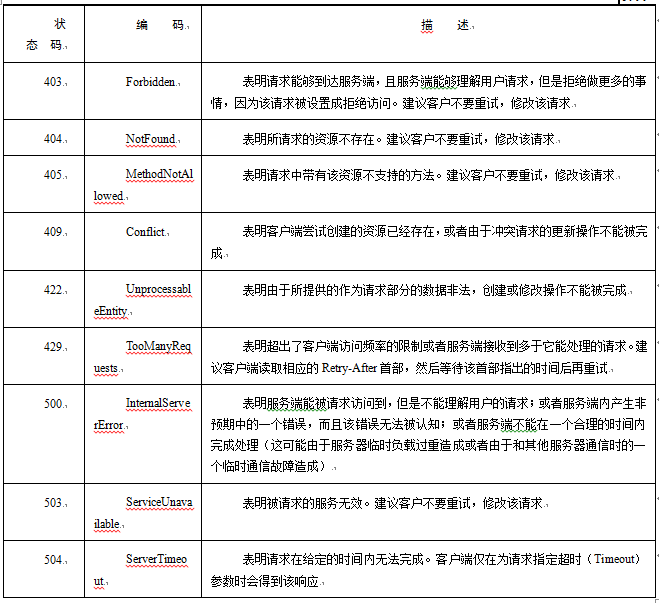 状
态 码
编 码
描 述
403
Forbidden
表明请求能够到达服务端，且服务端能够理解用户请求，但是拒绝做更多的事
情，因为该请求被设置成拒绝访问。建议客户不要重试，修改该请求
404
NotFound
表明所请求的资源不存在。建议客户不要重试，修改该请求
405
MethodNotAl
lowed
表明请求中带有该资源不支持的方法。建议客户不要重试，修改该请求
409
Conflict
表明客户端尝试创建的资源已经存在，或者由于冲突请求的更新操作不能被完
成
422
Unprocessabl
eEntity
表明由于所提供的作为请求部分的数据非法，创建或修改操作不能被完成
429
TooManyReq
uests
表明超出了客户端访问频率的限制或者服务端接收到多于它能处理的请求。建
议客户端读取相应的 Retry-After 首部，然后等待该首部指出的时间后再重试
500
InternalServe
rError
表明服务端能被请求访问到，但是不能理解用户的请求；或者服务端内产生非
预期中的一个错误，而且该错误无法被认知；或者服务端不能在一个合理的时间内
完成处理（这可能由于服务器临时负载过重造成或者由于和其他服务器通信时的一
个临时通信故障造成）
503
ServiceUnava
ilable
表明被请求的服务无效。建议客户不要重试，修改该请求
504
ServerTimeo
ut
表明请求在给定的时间内无法完成。客户端仅在为请求指定超时（Timeout）
参数时会得到该响应